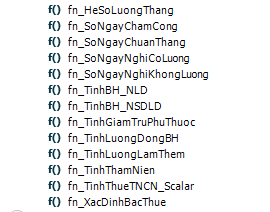 f() fn_HeSoLuongThang
f() fn_SoNgayChamCong
f() fn_SoNgayChuanThang
f() fn_SoNgayNghiCoLuong
f() fn_SoNgayNghiKhongLuong
f() fn_TinhBH_NLD
f() fn_TinhBH_NSDLD
f() fn_TinhGiamTruPhuThuoc
f() fn_TinhLuongDongBH
f() fn_TinhLuongLamThem
f() fn_TinhThamNien
f() fn_TinhThueTNCN_Scalar
f() fn_XacDinhBacThue